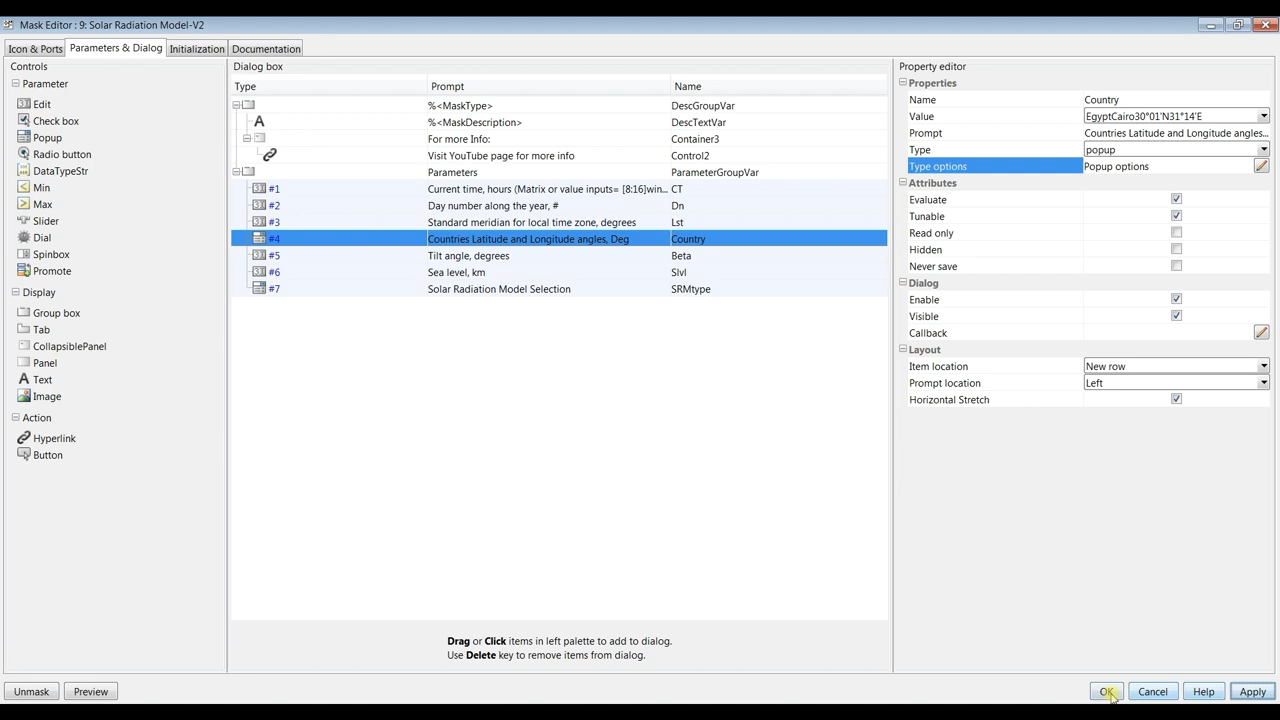 Mask Editor : 9: Solar Radiation Model-V2
Icon & Ports Parameters & Dialog Initialization Documentation
Controls
Parameter
Edit
Check box
Popup
Radio button
DataTypeStr
Min
Max
Slider
Dial
Spinbox
Promote
Display
Group box
Tab
CollapsiblePanel
Panel
Text
Image
Action
Hyperlink
Button
Dialog box
Type Prompt Name
%<MaskType> DescGroupVar
A %<MaskDescription> DescTextVar
For more Info: Container3
Visit YouTube page for more info Control2
Parameters ParameterGroupVar
#1 Current time, hours (Matrix or value inputs= [8:16]win... CT
#2 Day number along the year, # Dn
#3 Standard meridian for local time zone, degrees Lst
#4 Countries Latitude and Longitude angles, Deg Country
#5 Tilt angle, degrees Beta
#6 Sea level, km Slvl
#7 Solar Radiation Model Selection SRMtype
Drag or Click items in left palette to add to dialog.
Use Delete key to remove items from dialog.
Property editor
Properties
Name Country
Value EgyptCairo30°01'N31°14'E
Prompt Countries Latitude and Longitude angles...
Type popup
Type options Popup options
Attributes
Evaluate
Tunable
Read only
Hidden
Never save
Dialog
Enable
Visible
Callback
Layout
Item location New row
Prompt location Left
Horizontal Stretch
Unmask Preview OK Cancel Help Apply